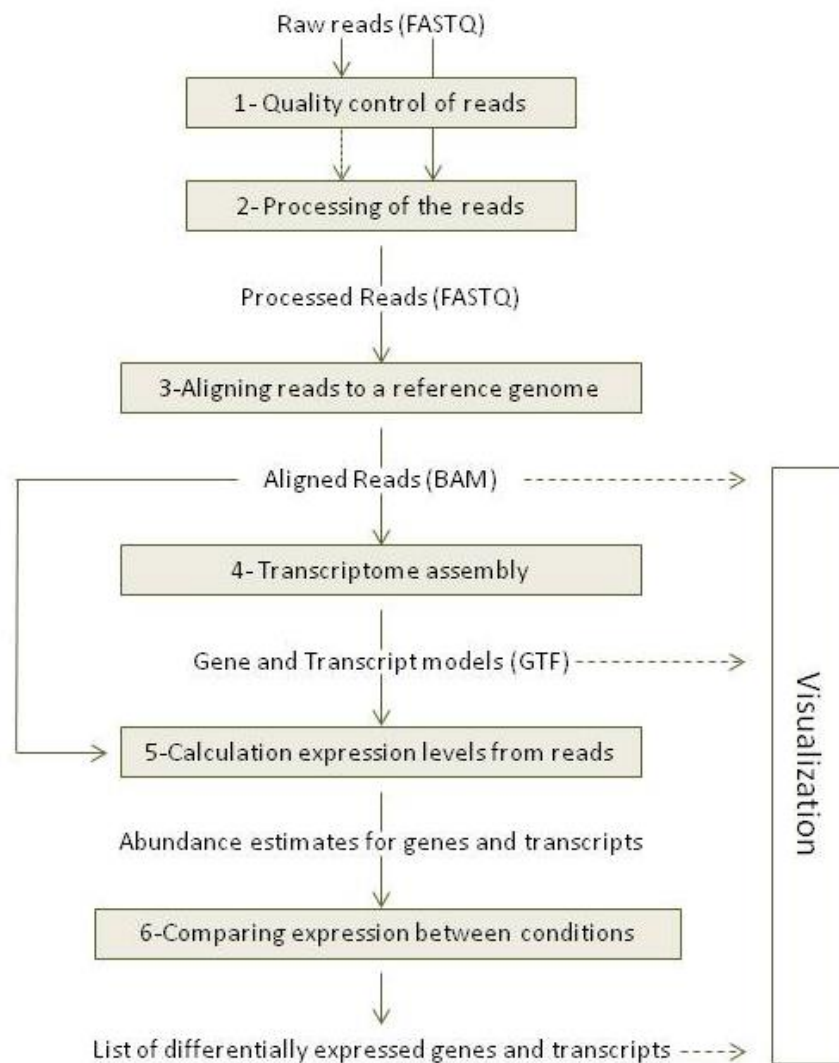 Raw reads (FASTQ)
1- Quality control of reads
2- Processing of the reads
Processed Reads (FASTQ)
3-Aligning reads to a reference genome
Aligned Reads (BAM)
4- Transcriptome assembly
Gene and Transcript models (GTF)
5-Calculation expression levels from reads
Abundance estimates for genes and transcripts
6-Comparing expression between conditions
List of differentially expressed genes and transcripts
Visualization